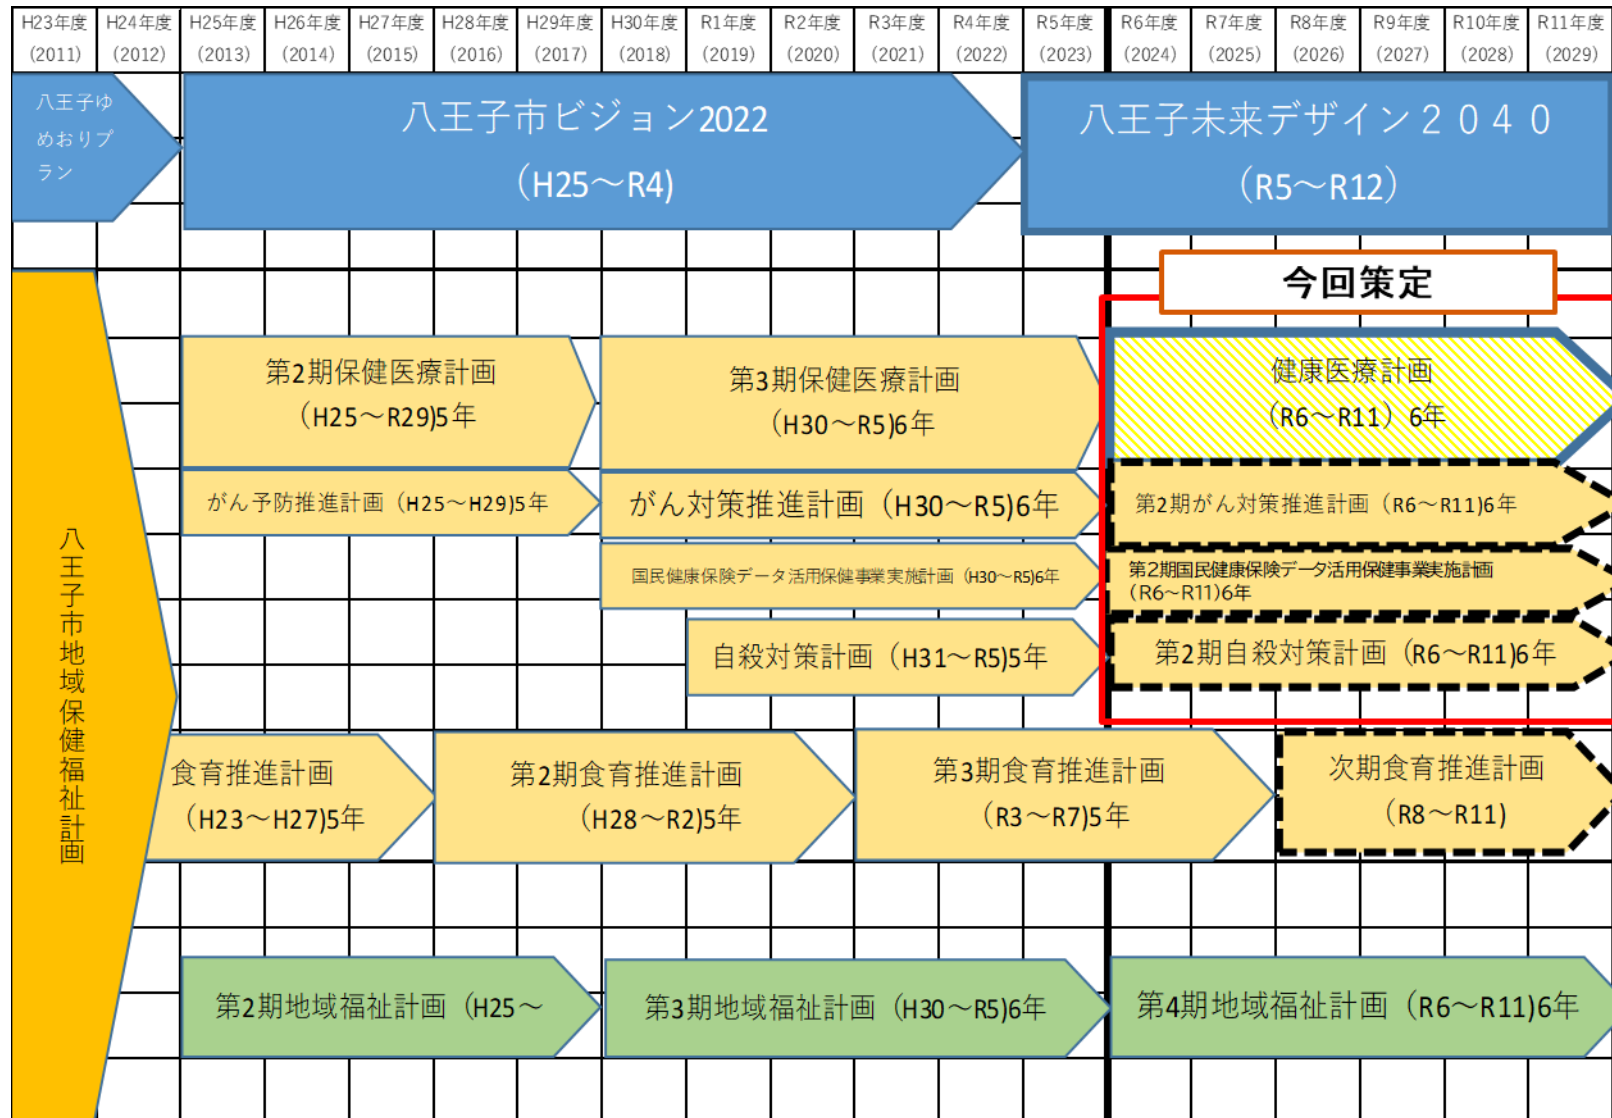 H23年度 H24年度 H25年度 H26年度 H27年度 H28年度 H29年度 H30年度 R1年度 R2年度 R3年度 R4年度 R5年度 R6年度 R7年度 R8年度 R9年度 R10年度 R11年度
(2011) (2012) (2013) (2014) (2015) (2016) (2017) (2018) (2019) (2020) (2021) (2022) (2023) (2024) (2025) (2026) (2027) (2028) (2029)
八王子ゆ
めおりプ
ラン
八王子市ビジョン2022
（H25～R4)
八王子未来デザイン２０４０
（R5～R12）
今回策定
八王子市地域保健福祉計画
第2期保健医療計画
（H25～R29)5年
第3期保健医療計画
（H30～R5)6年
健康医療計画
（R6～R11）6年
がん予防推進計画（H25～H29)5年
がん対策推進計画（H30～R5)6年
第2期がん対策推進計画（R6～R11)6年
国民健康保険データ活用保健事業実施計画（H30～R5)6年
第2期国民健康保険データ活用保健事業実施計画
（R6～R11)6年
自殺対策計画（H31～R5)5年
第2期自殺対策計画（R6～R11)6年
食育推進計画
（H23～H27)5年
第2期食育推進計画
（H28～R2)5年
第3期食育推進計画
（R3～R7)5年
次期食育推進計画
（R8～R11)
第2期地域福祉計画（H25～
第3期地域福祉計画（H30～R5)6年
第4期地域福祉計画（R6～R11)6年